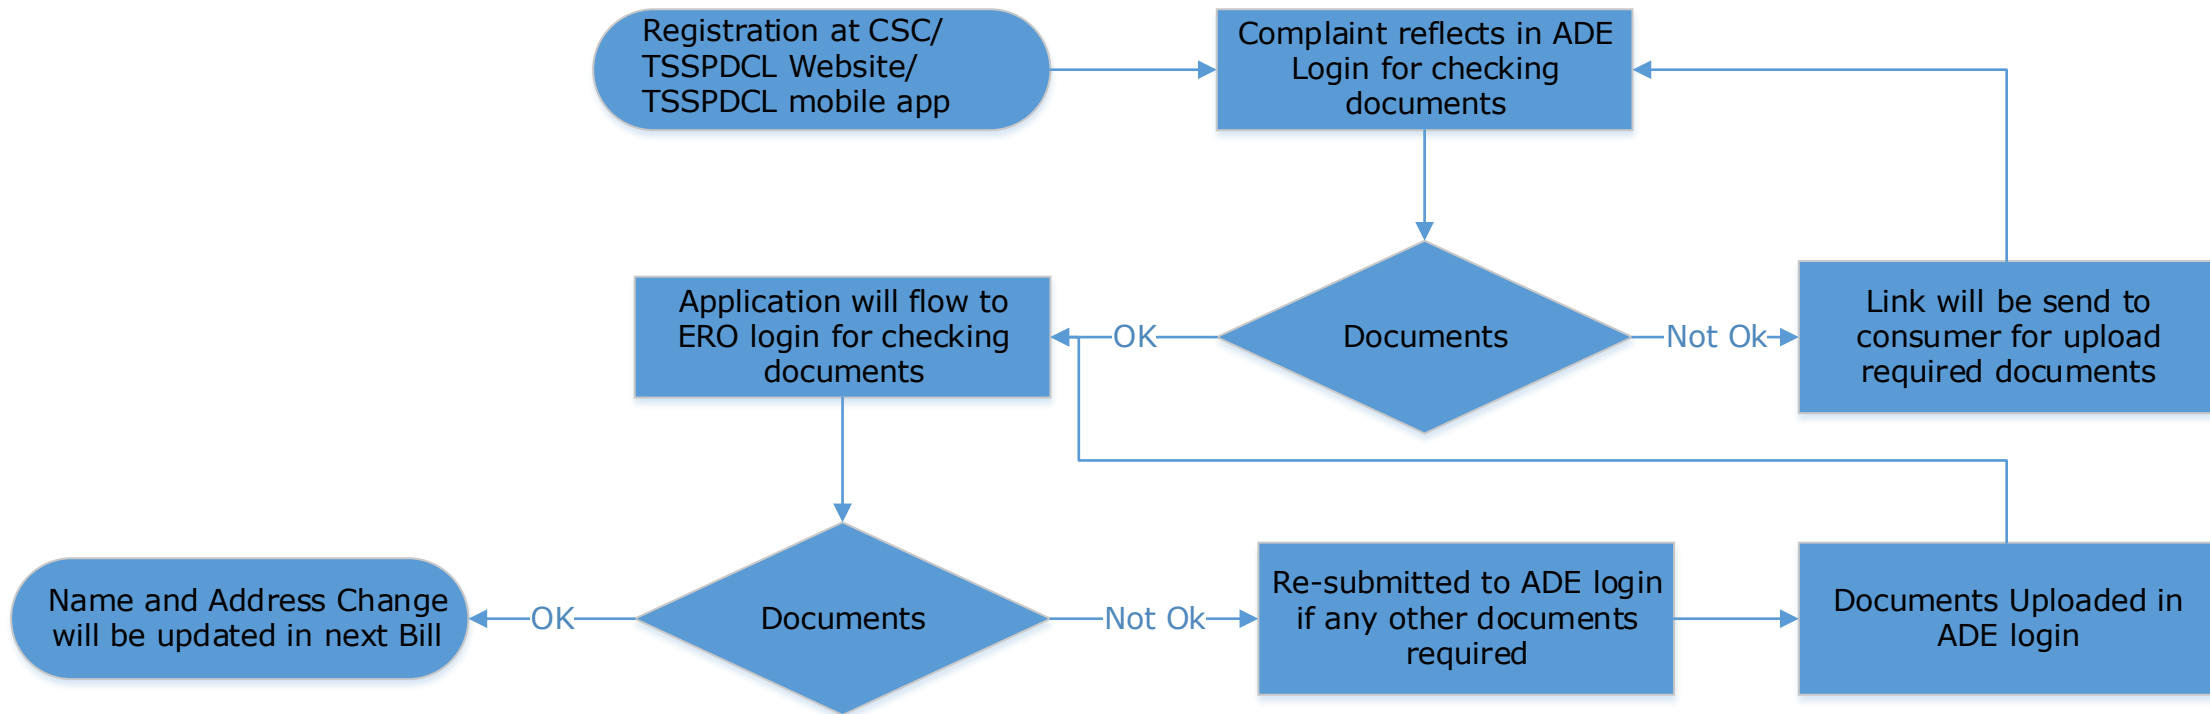 Registration at CSC/
TSSPDCL Website/
TSSPDCL mobile app
Complaint reflects in ADE
Login for checking
documents
Application will flow to
ERO login for checking
documents
OK
Documents
Not Ok
Link will be send to
consumer for upload
required documents
Name and Address Change
will be updated in next Bill
OK
Documents
Not Ok
Re-submitted to ADE login
if any other documents
required
Documents Uploaded in
ADE login